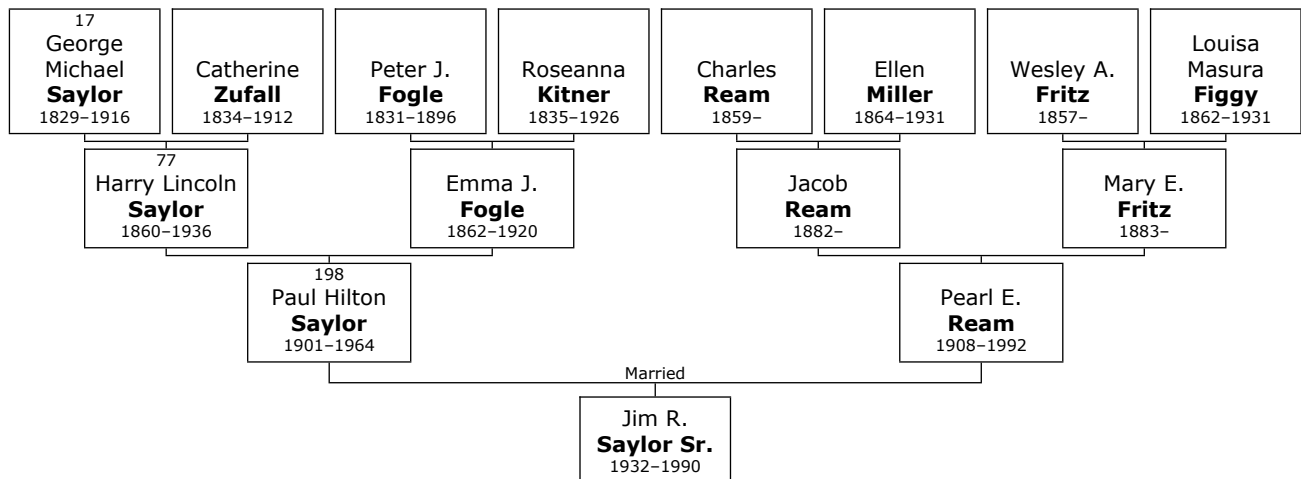 17
George
Michael
Saylor
1829–1916
Catherine
Zufall
1834–1912
Peter J.
Fogle
1831–1896
Roseanna
Kitner
1835–1926
Charles
Ream
1859–
Ellen
Miller
1864–1931
Wesley A.
Fritz
1857–
Louisa
Masura
Figgy
1862–1931
77
Harry Lincoln
Saylor
1860–1936
Emma J.
Fogle
1862–1920
Jacob
Ream
1882–
Mary E.
Fritz
1883–
198
Paul Hilton
Saylor
1901–1964
Pearl E.
Ream
1908–1992
Married
Jim R.
Saylor Sr.
1932–1990